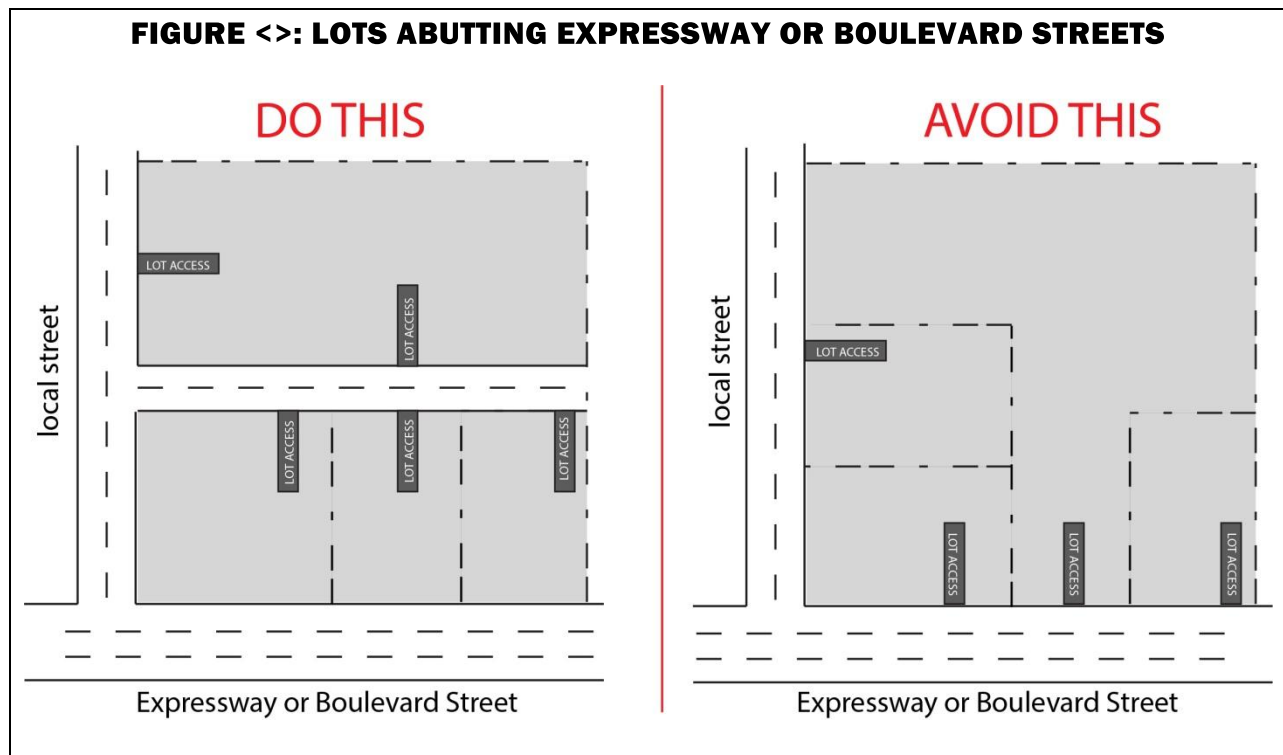 FIGURE <>: LOTS ABUTTING EXPRESSWAY OR BOULEVARD STREETS
DO THIS
LOT ACCESS
LOT ACCESS
local street
LOT ACCESS
LOT ACCESS
LOT ACCESS
Expressway or Boulevard Street
AVOID THIS
local street
LOT ACCESS
LOT ACCESS
LOT ACCESS
LOT ACCESS
Expressway or Boulevard Street